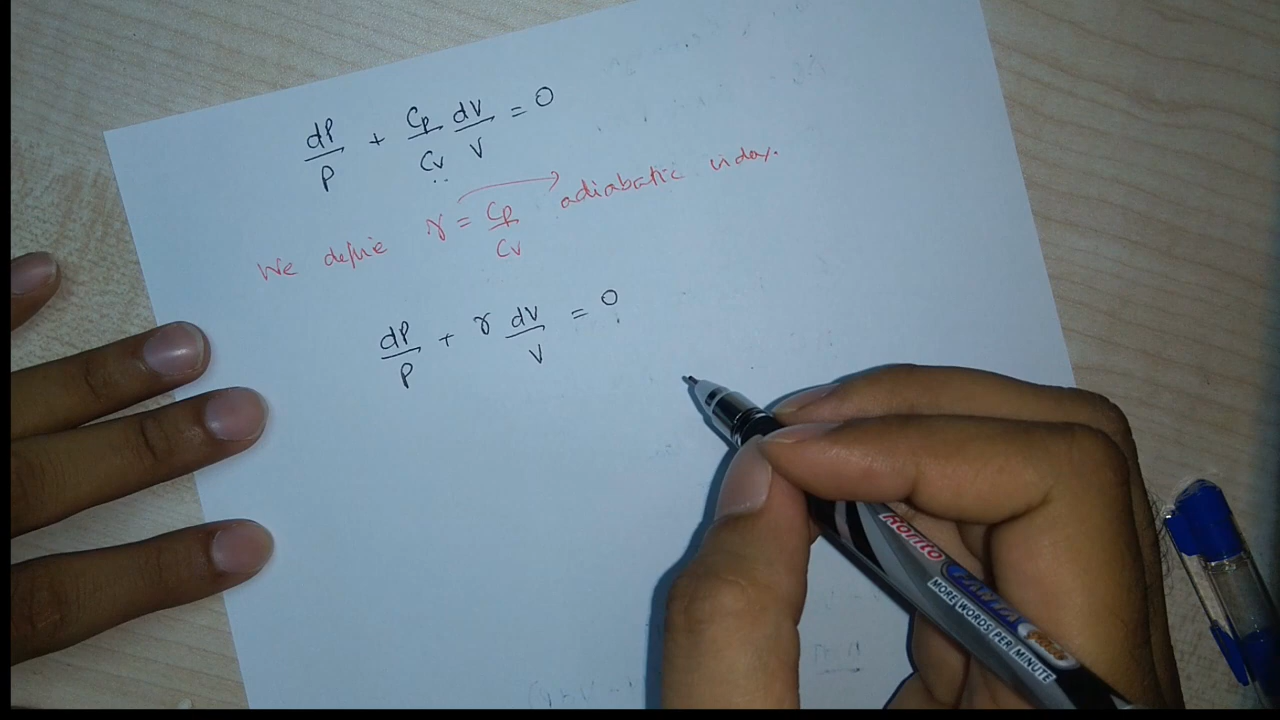 dP/P + Cp/Cv dV/V = 0
We define γ = Cp/Cv → adiabatic index.
dP/P + γ dV/V = 0
Rorito
MORE WORDS PER MINUTE